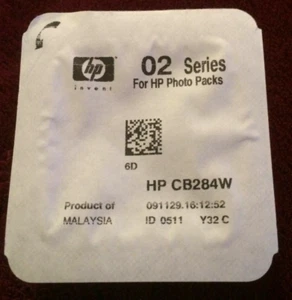 hp
invent
02 Series
For HP Photo Packs
6D
HP CB284W
Product of
MALAYSIA
091129.16:12:52
ID 0511 Y32 C